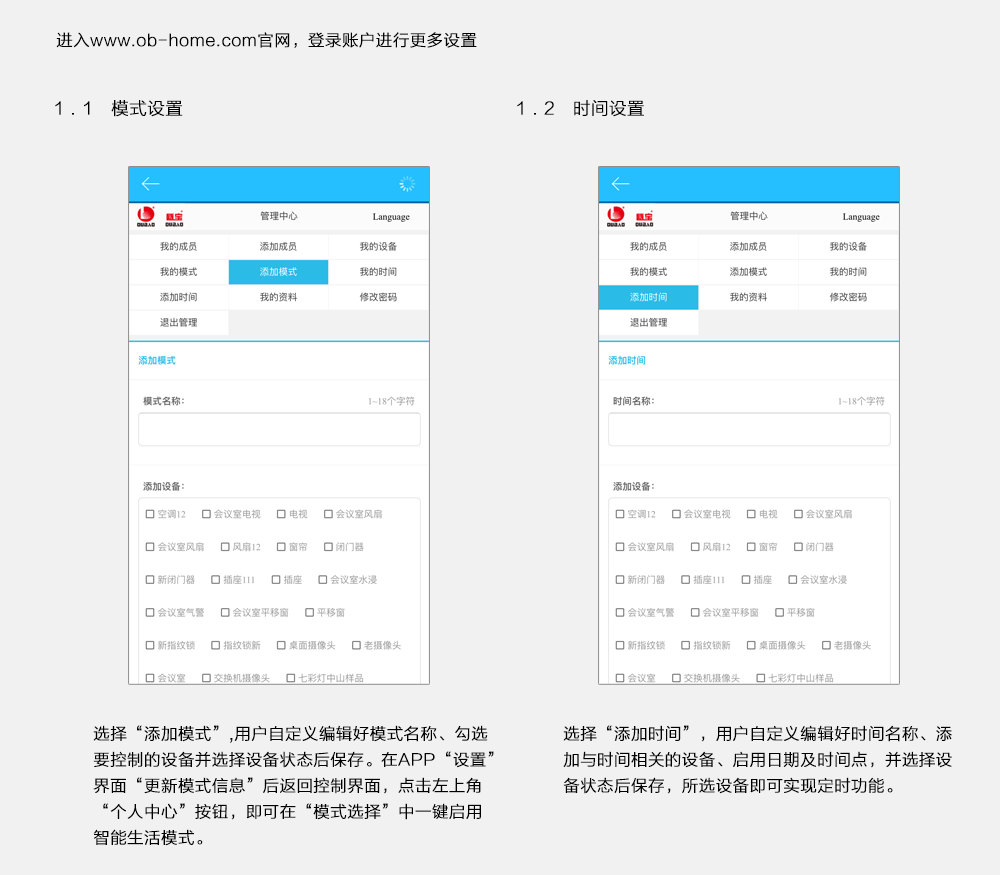 进入www.ob-home.com官网，登录账户进行更多设置
1.1 模式设置
管理中心 Language
我的成员 添加成员 我的设备
我的模式 添加模式 我的时间
添加时间 我的资料 修改密码
退出管理
添加模式
模式名称: 1~18个字符
添加设备:
空调12 会议室电视 电视 会议室风扇
会议室风扇 风扇12 窗帘 闭门器
新闭门器 插座111 插座 会议室水浸
会议室气警 会议室平移窗 平移窗
新指纹锁 指纹锁新 桌面摄像头 老摄像头
会议室 交换机摄像头 七彩灯中山样品
选择“添加模式”,用户自定义编辑好模式名称、勾选
要控制的设备并选择设备状态后保存。在APP“设置”
界面“更新模式信息”后返回控制界面，点击左上角
“个人中心”按钮，即可在“模式选择”中一键启用
智能生活模式。
1.2 时间设置
管理中心 Language
我的成员 添加成员 我的设备
我的模式 添加模式 我的时间
添加时间 我的资料 修改密码
退出管理
添加时间
时间名称: 1~18个字符
添加设备:
空调12 会议室电视 电视 会议室风扇
会议室风扇 风扇12 窗帘 闭门器
新闭门器 插座111 插座 会议室水浸
会议室气警 会议室平移窗 平移窗
新指纹锁 指纹锁新 桌面摄像头 老摄像头
会议室 交换机摄像头 七彩灯中山样品
选择“添加时间”，用户自定义编辑好时间名称、添
加与时间相关的设备、启用日期及时间点，并选择设
备状态后保存，所选设备即可实现定时功能。